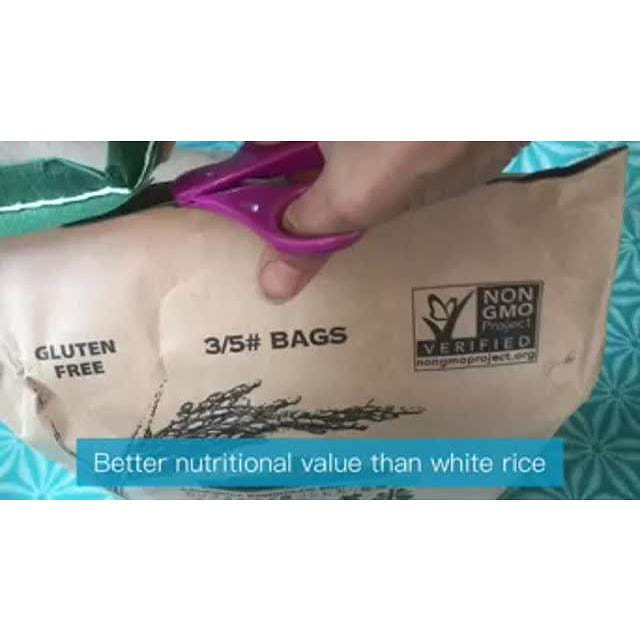 GLUTEN
FREE
3/5# BAGS
NON
GMO
Project
VERIFIED
nongmoproject.org
Better nutritional value than white rice